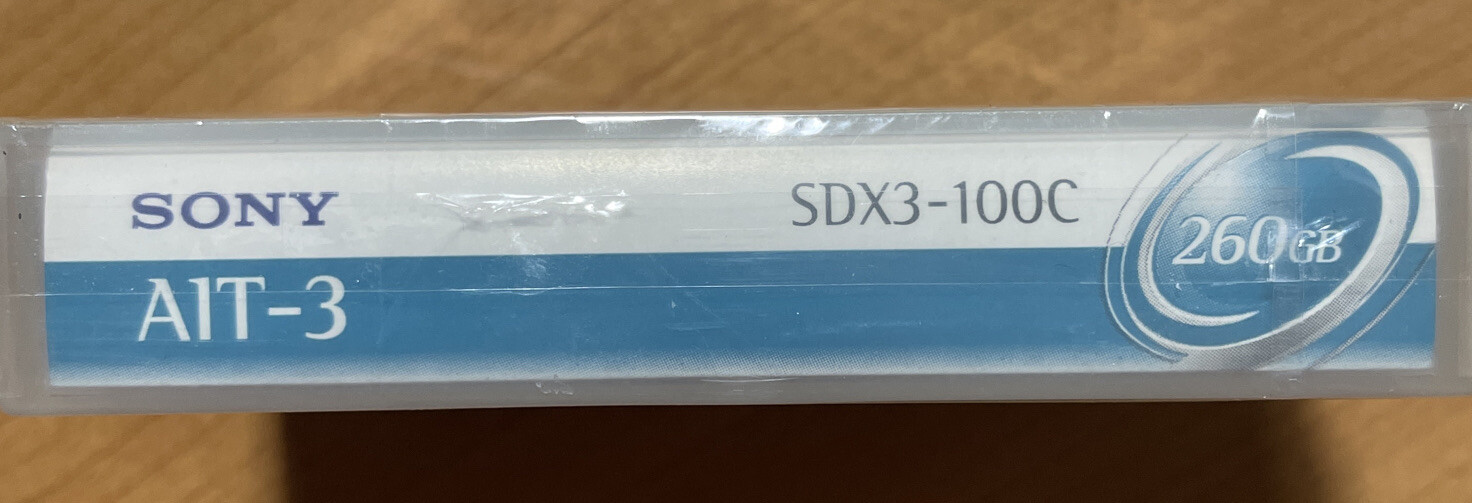 SONY
SDX3-100C
260GB
AIT-3